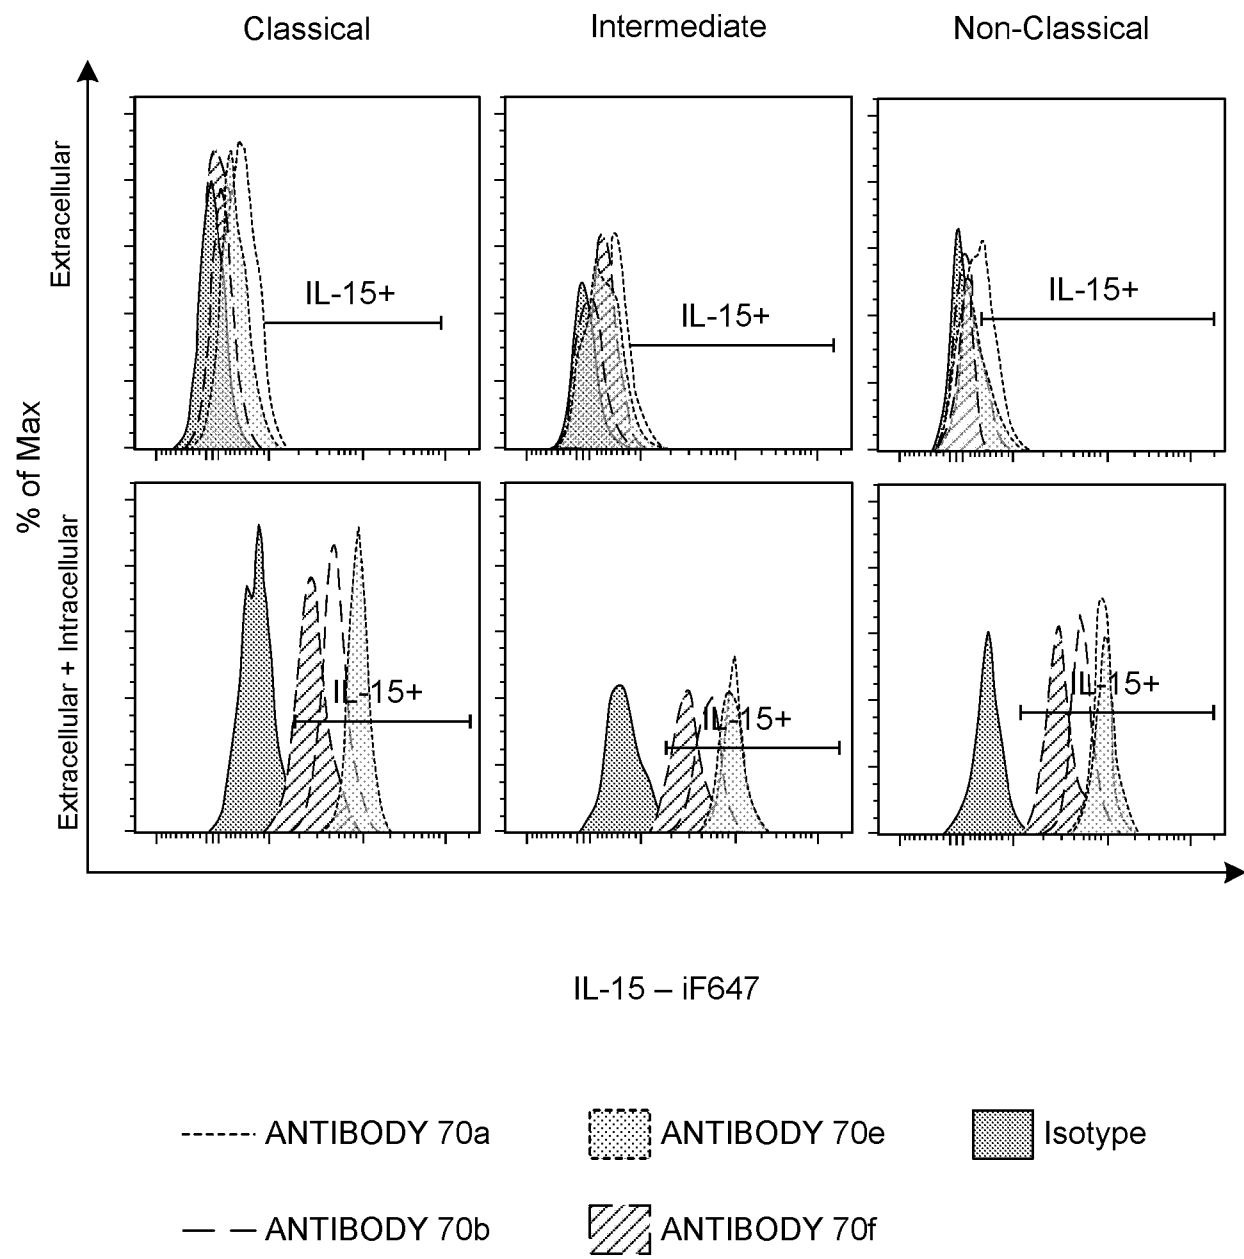 Classical
Intermediate
Non-Classical
Extracellular
IL-15+
IL-15+
IL-15+
% of Max
Extracellular + Intracellular
IL-15+
IL-15+
IL-15+
IL-15 – iF647
ANTIBODY 70a
ANTIBODY 70e
Isotype
ANTIBODY 70b
ANTIBODY 70f